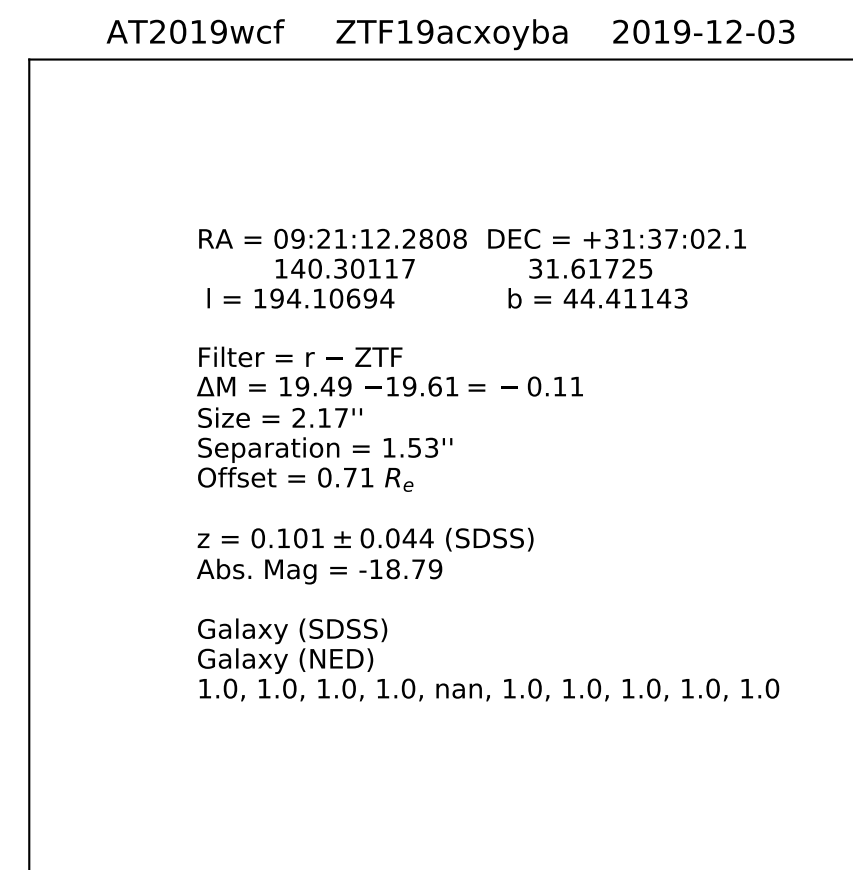 AT2019wcf ZTF19acxoyba 2019-12-03
RA = 09:21:12.2808 DEC = +31:37:02.1
140.30117 31.61725
l = 194.10694 b = 44.41143
Filter = r − ZTF
ΔM = 19.49 −19.61 = − 0.11
Size = 2.17''
Separation = 1.53''
Offset = 0.71 Re
z = 0.101 ± 0.044 (SDSS)
Abs. Mag = -18.79
Galaxy (SDSS)
Galaxy (NED)
1.0, 1.0, 1.0, 1.0, nan, 1.0, 1.0, 1.0, 1.0, 1.0